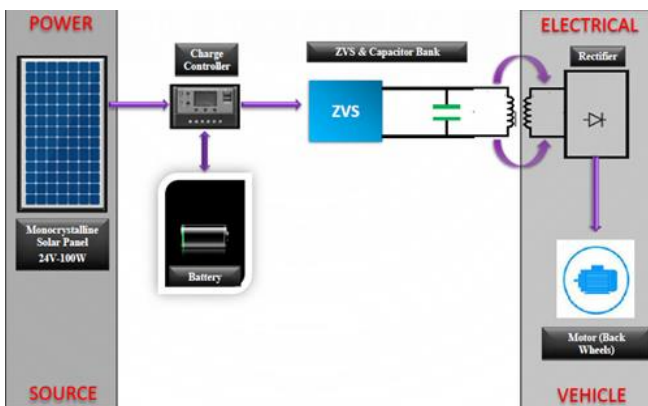 POWER
ELECTRICAL
Charge
Controller
ZVS & Capacitor Bank
Rectifier
ZVS
Monocrystalline
Solar Panel
24V-100W
Battery
Motor (Back
Wheels)
SOURCE
VEHICLE